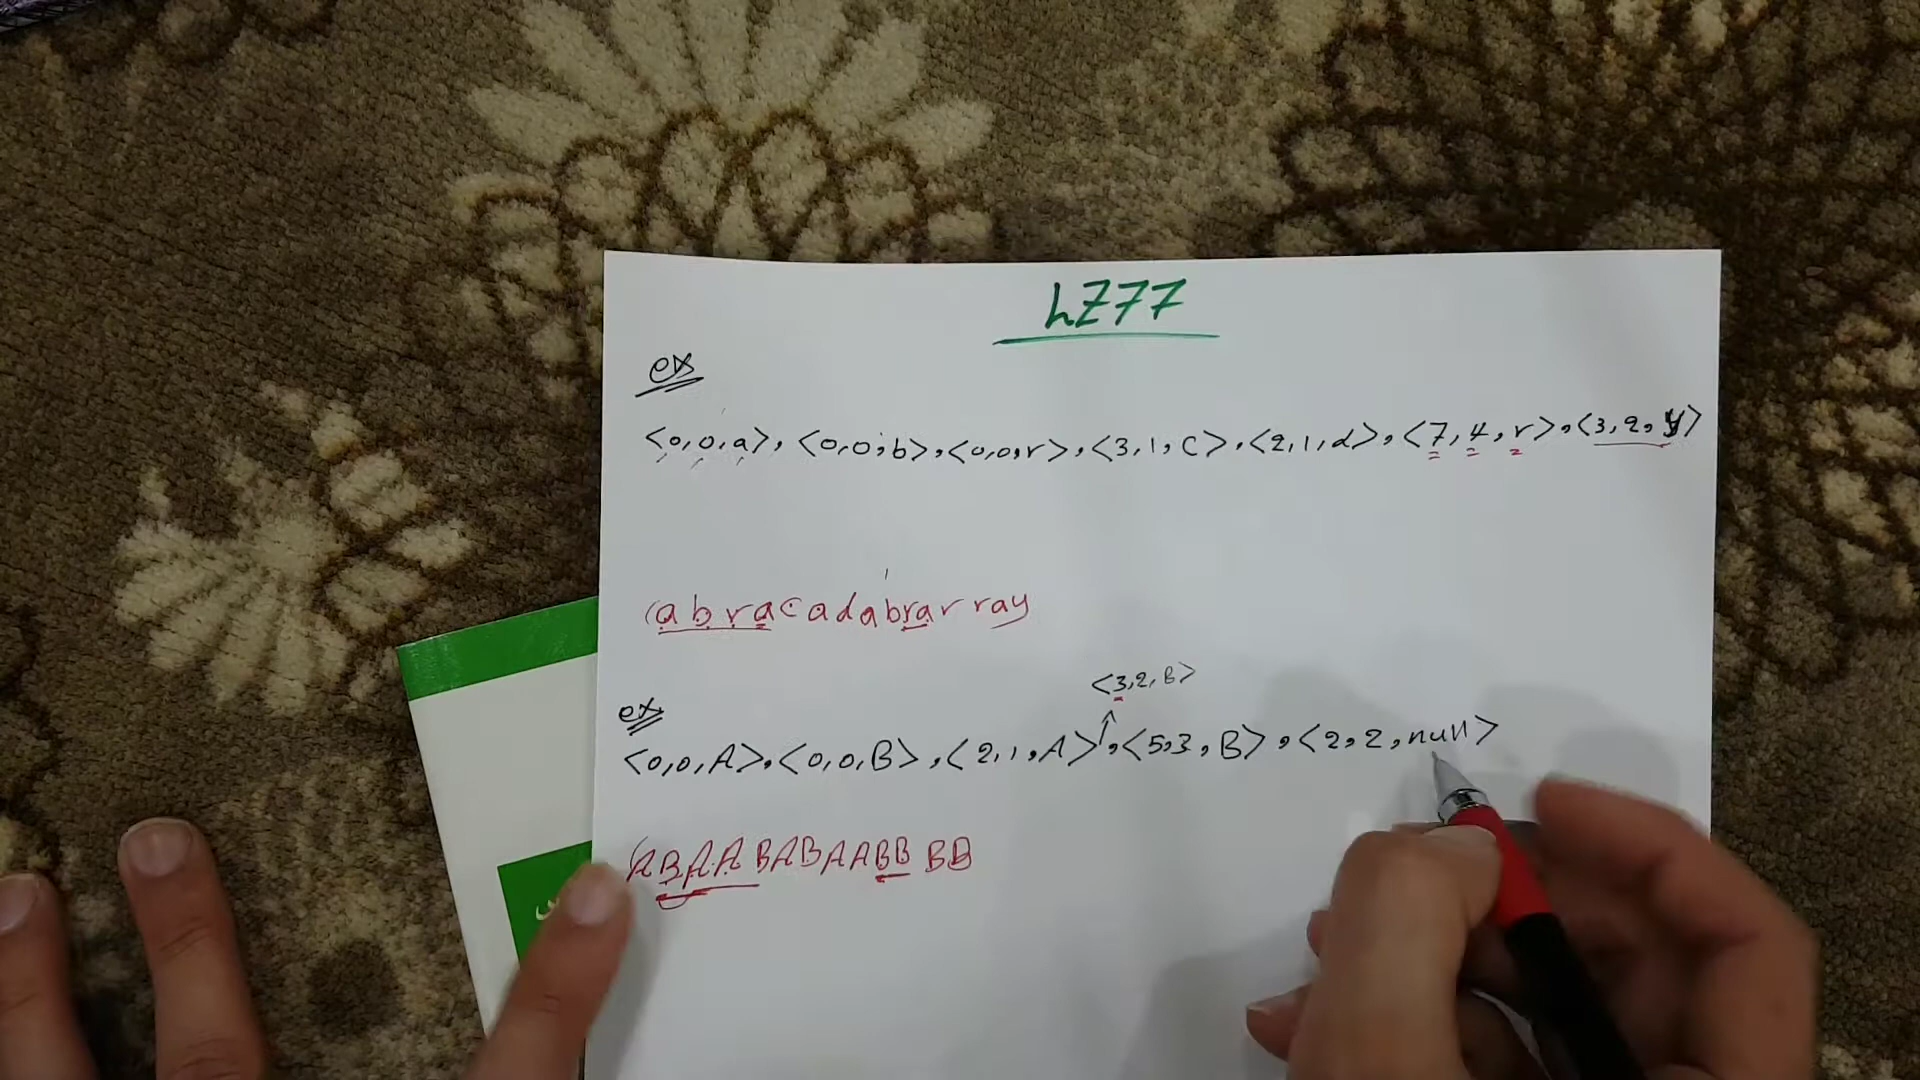 LZ77
ex
<0,0,a>, <0,0,b>, <0,0,r>, <3,1,C>, <2,1,d>, <7,4,r>, <3,2,y>
abracadabrarray
<3,2,B>
ex
<0,0,A>, <0,0,B>, <2,1,A>, <5,3,B>, <2,2,null>
ABAABABAABBBB